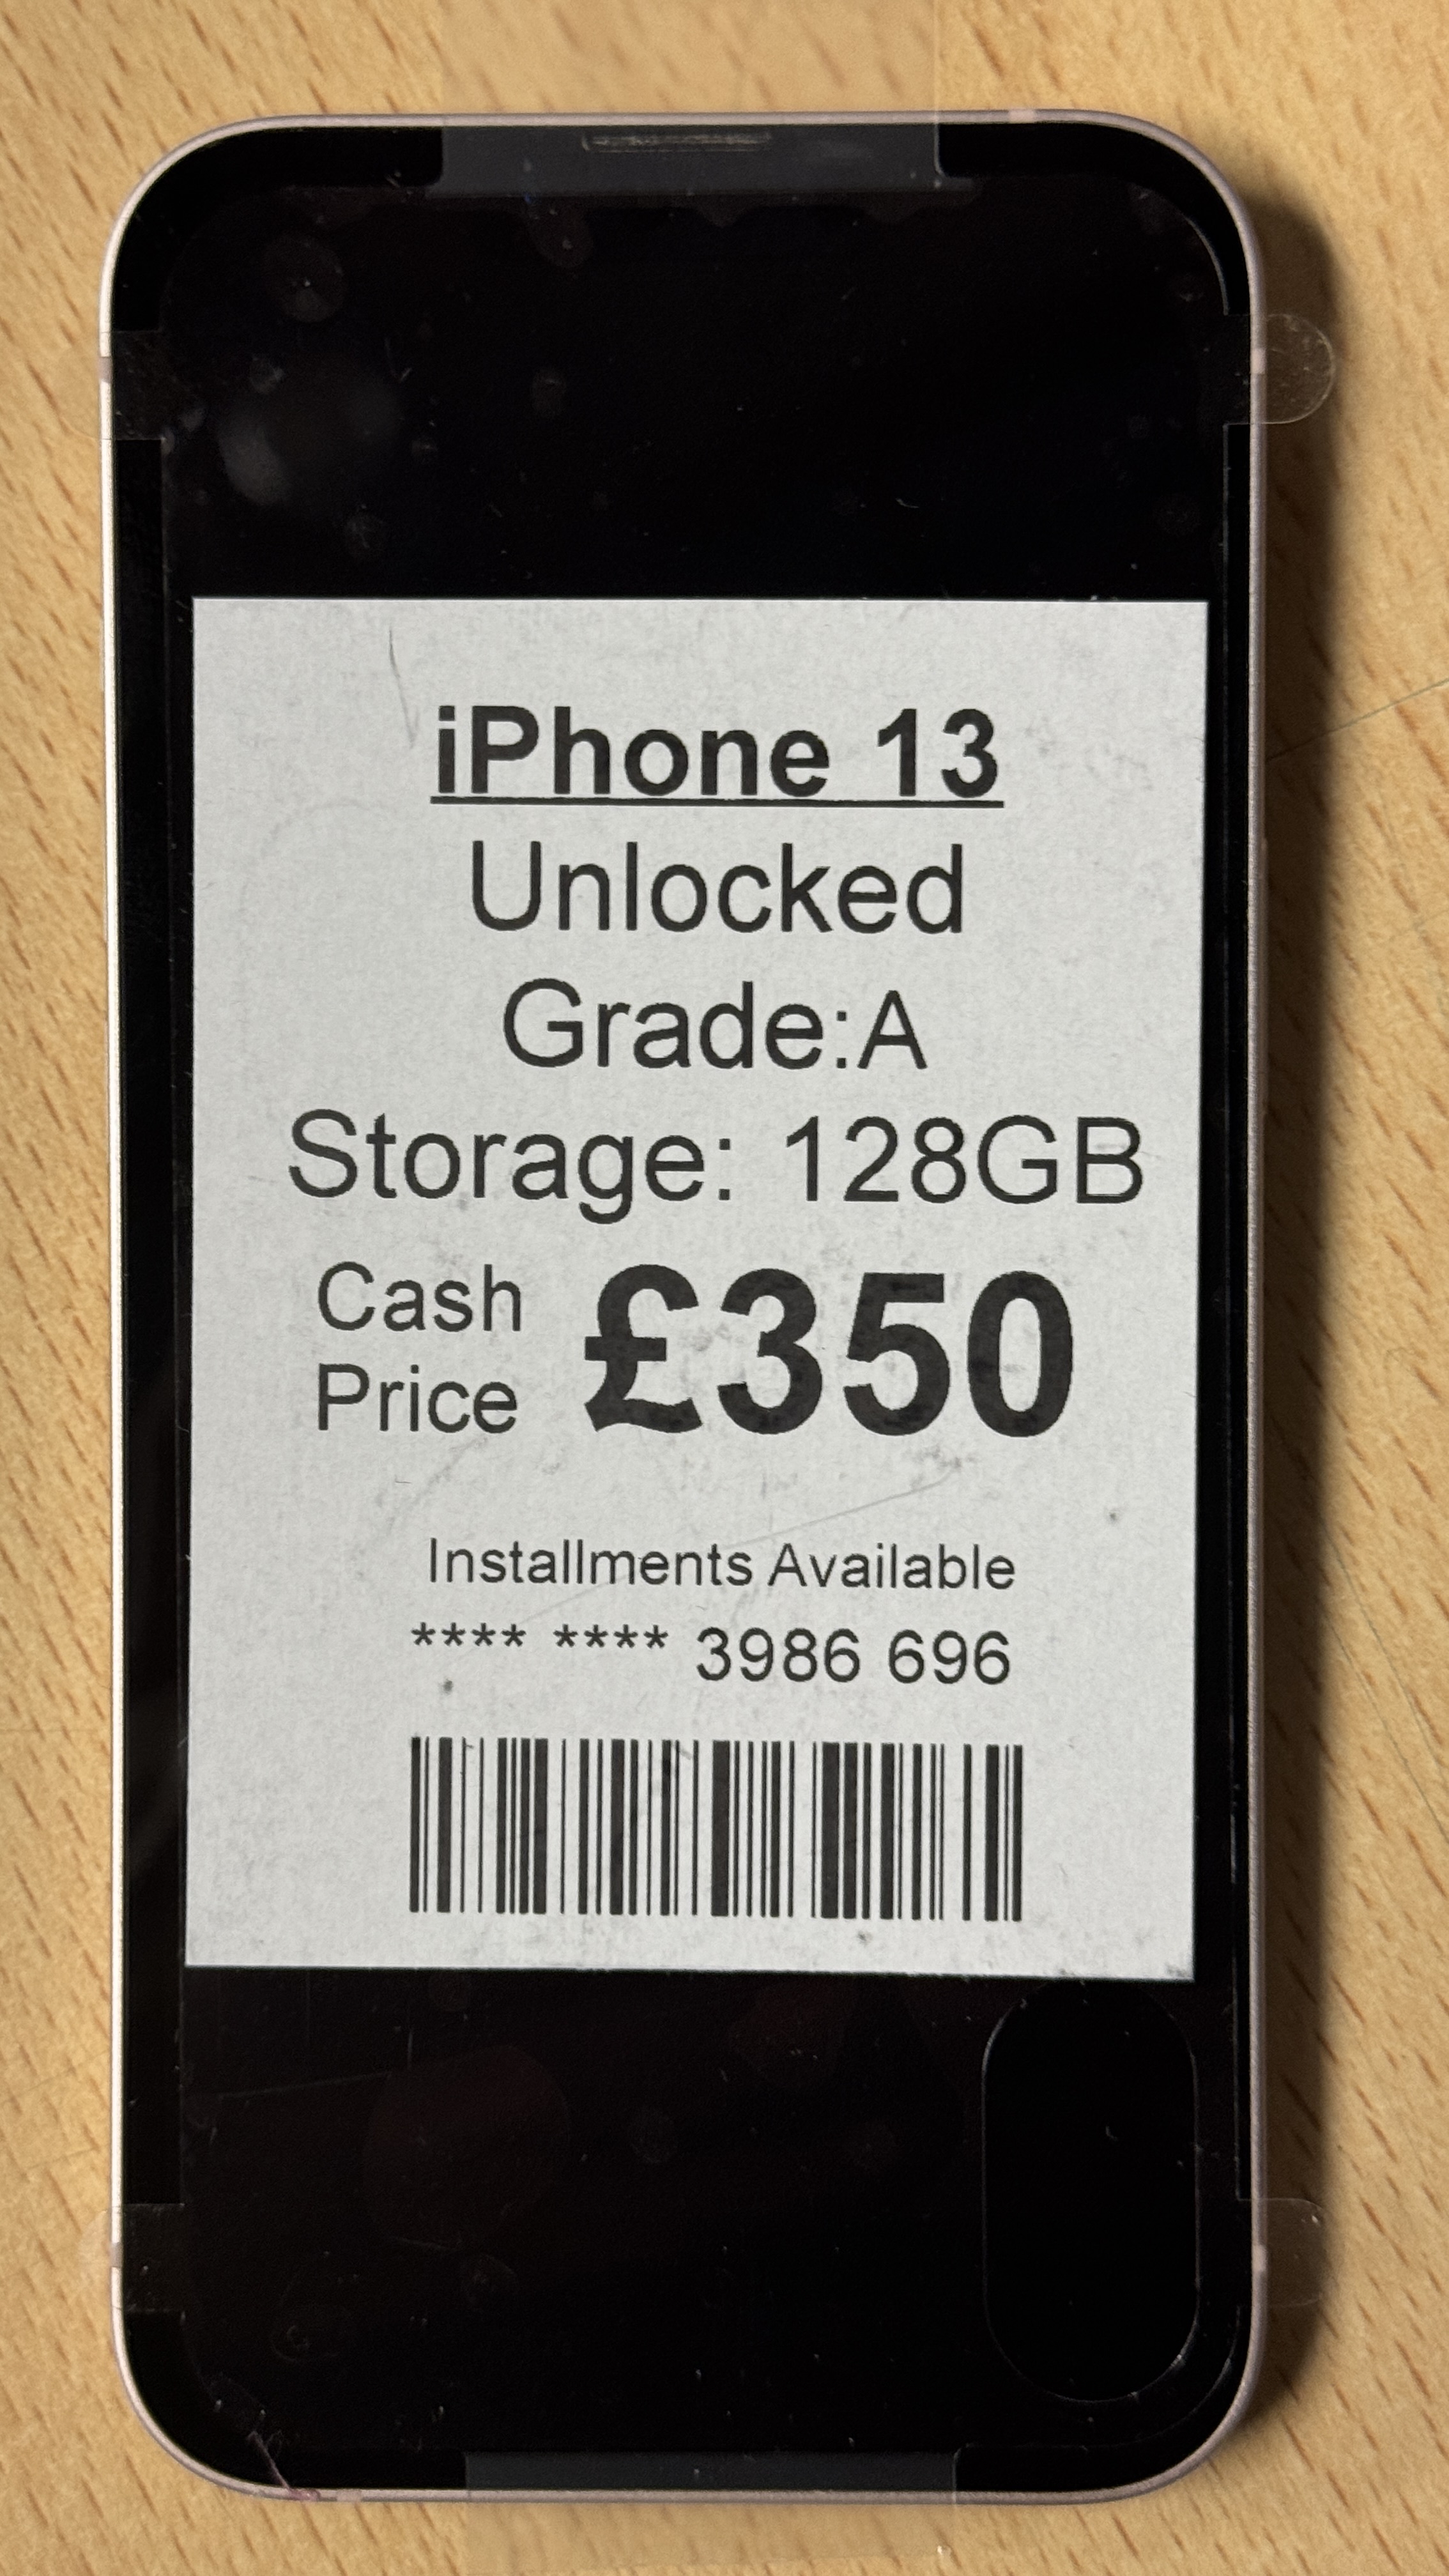 iPhone 13
Unlocked
Grade:A
Storage: 128GB
Cash
Price £350
Installments Available
**** **** 3986 696